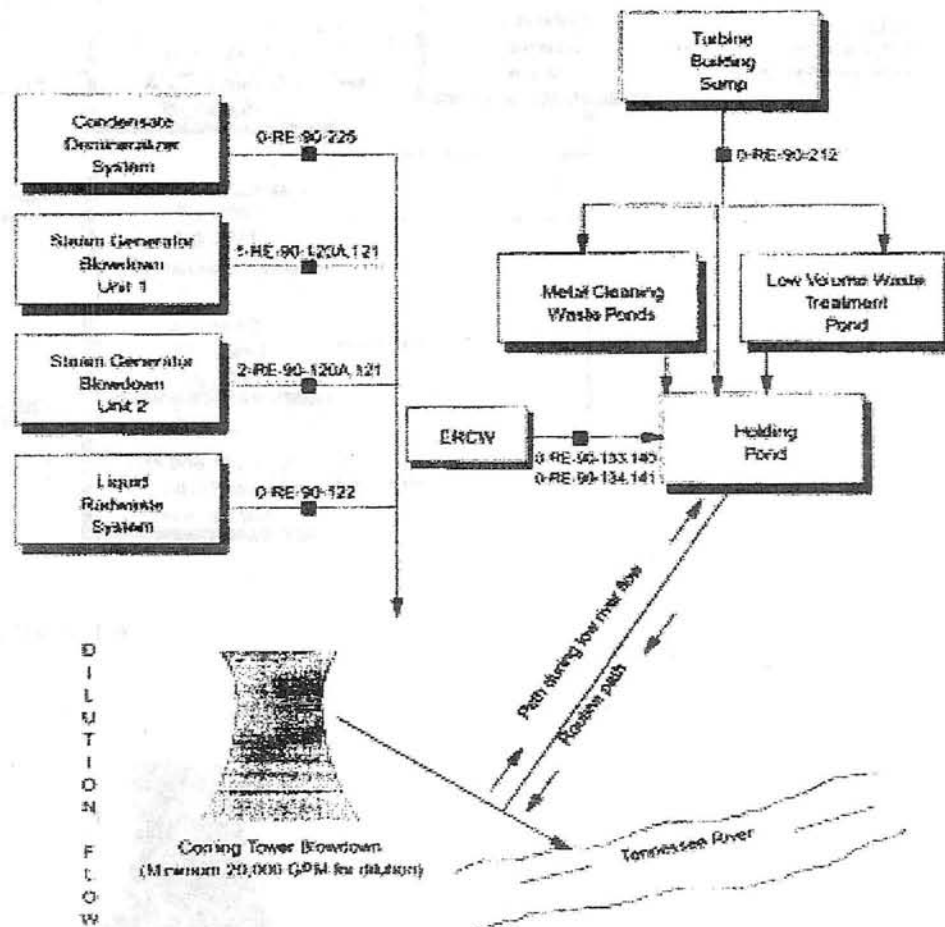 Turbine
Building
Sump
Condensate
Demineralizer
System
0-RE-90-225
0-RE-90-212
Steam Generator
Blowdown
Unit 1
1-RE-90-120A,121
Metal Cleaning
Waste Ponds
Low Volume Waste
Treatment
Pond
Steam Generator
Blowdown
Unit 2
2-RE-90-120A,121
ERCW
0-RE-90-133,140
0-RE-90-134,141
Holding
Pond
Liquid
Radwaste
System
0-RE-90-122
Path during low river flow
Routine path
DILUTION FLOW
Cooling Tower Blowdown
(Minimum 20,000 GPM for dilution)
Tennessee River